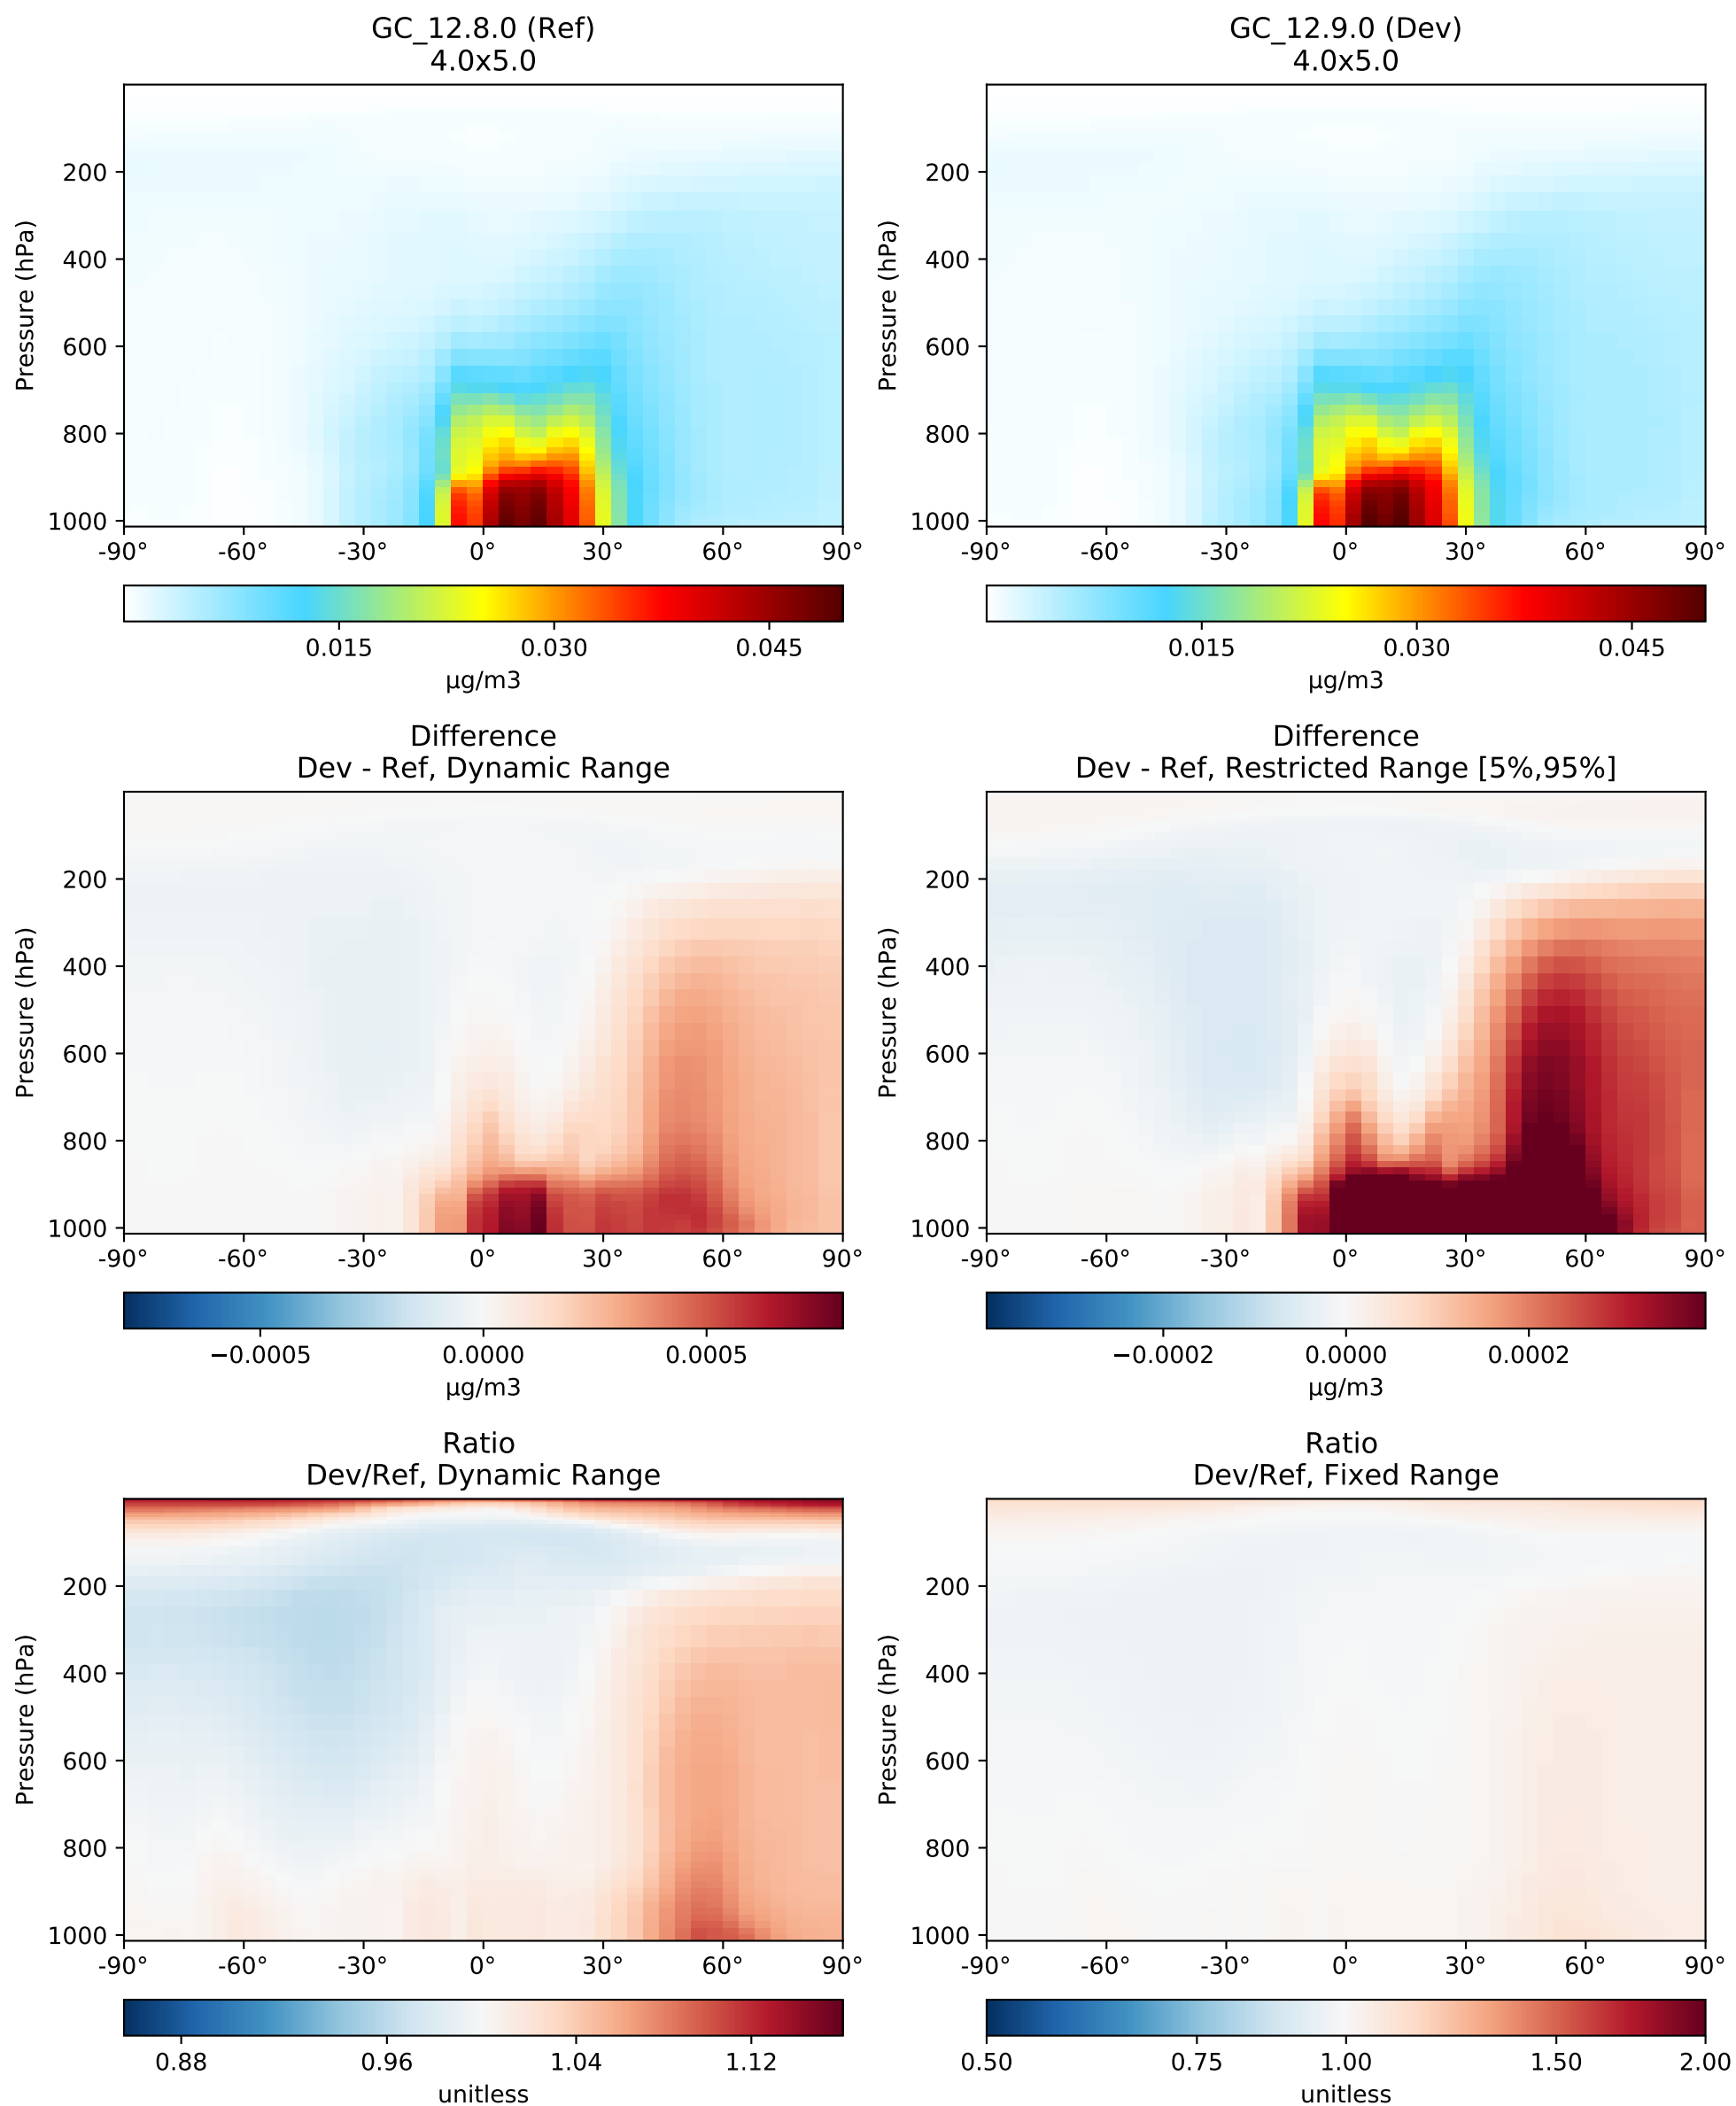 GC_12.8.0 (Ref)
4.0x5.0
Pressure (hPa)
200
400
600
800
1000
-90° -60° -30° 0° 30° 60° 90°
0.015 0.030 0.045
µg/m3
GC_12.9.0 (Dev)
4.0x5.0
Pressure (hPa)
200
400
600
800
1000
-90° -60° -30° 0° 30° 60° 90°
0.015 0.030 0.045
µg/m3
Difference
Dev - Ref, Dynamic Range
Pressure (hPa)
200
400
600
800
1000
-90° -60° -30° 0° 30° 60° 90°
−0.0005 0.0000 0.0005
µg/m3
Difference
Dev - Ref, Restricted Range [5%,95%]
Pressure (hPa)
200
400
600
800
1000
-90° -60° -30° 0° 30° 60° 90°
−0.0002 0.0000 0.0002
µg/m3
Ratio
Dev/Ref, Dynamic Range
Pressure (hPa)
200
400
600
800
1000
-90° -60° -30° 0° 30° 60° 90°
0.88 0.96 1.04 1.12
unitless
Ratio
Dev/Ref, Fixed Range
Pressure (hPa)
200
400
600
800
1000
-90° -60° -30° 0° 30° 60° 90°
0.50 0.75 1.00 1.50 2.00
unitless